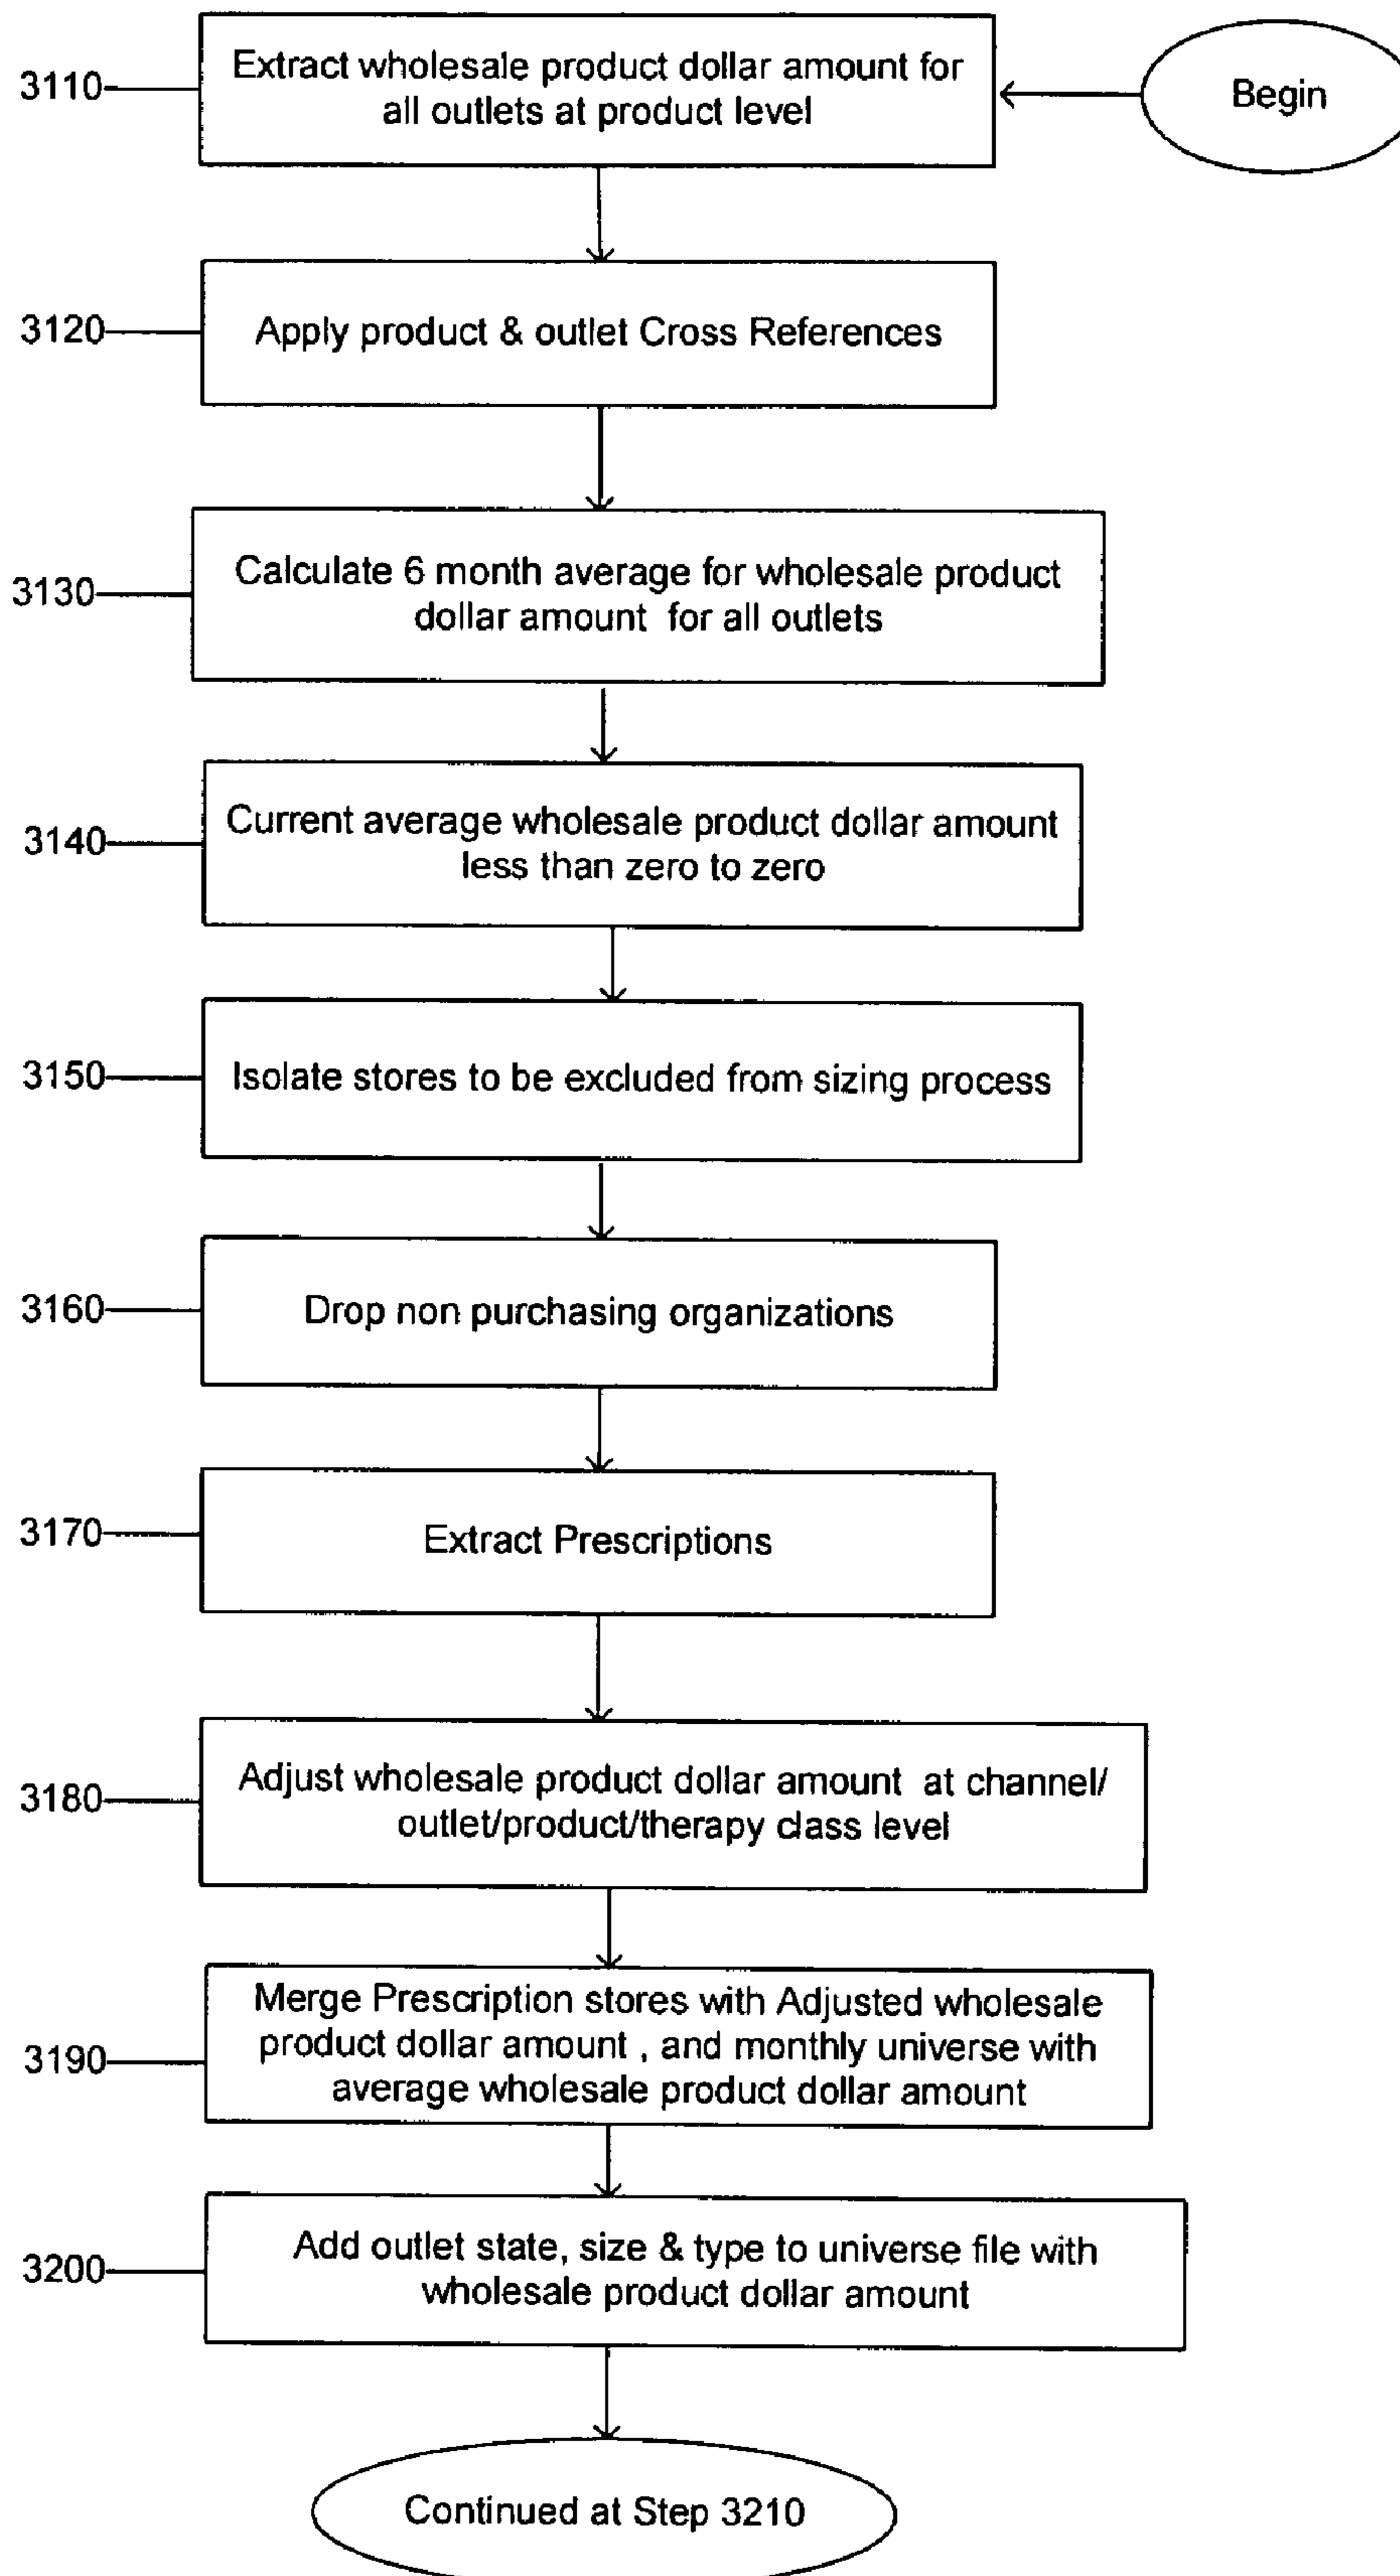 3110
Extract wholesale product dollar amount for
all outlets at product level
Begin
3120
Apply product & outlet Cross References
3130
Calculate 6 month average for wholesale product
dollar amount for all outlets
3140
Current average wholesale product dollar amount
less than zero to zero
3150
Isolate stores to be excluded from sizing process
3160
Drop non purchasing organizations
3170
Extract Prescriptions
3180
Adjust wholesale product dollar amount at channel/
outlet/product/therapy class level
3190
Merge Prescription stores with Adjusted wholesale
product dollar amount , and monthly universe with
average wholesale product dollar amount
3200
Add outlet state, size & type to universe file with
wholesale product dollar amount
Continued at Step 3210